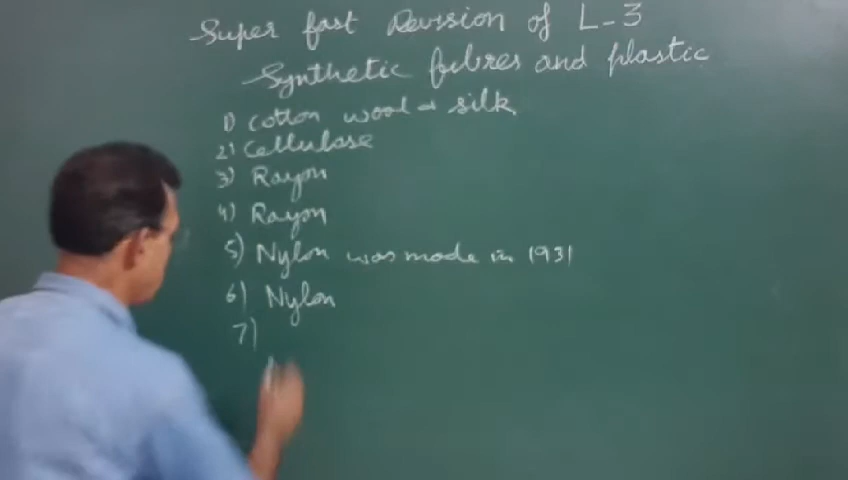 Super fast Revision of L-3
Synthetic fibres and plastic
1) Cotton wool & silk
2) Cellulase
3) Rayon
4) Rayon
5) Nylon was made in 1931
6) Nylon
7)